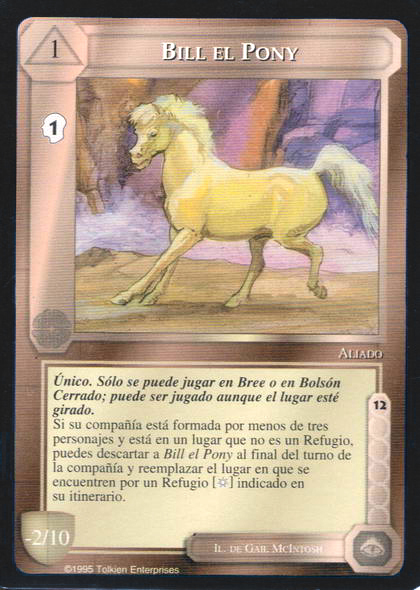 1
BILL EL PONY
1
ALIADO
Único. Sólo se puede jugar en Bree o en Bolsón
Cerrado; puede ser jugado aunque el lugar esté
girado.
Si su compañía está formada por menos de tres
personajes y está en un lugar que no es un Refugio,
puedes descartar a Bill el Pony al final del turno de
la compañía y reemplazar el lugar en que se
encuentren por un Refugio [☼] indicado en
su itinerario.
12
-2/10
IL. DE GAIL MCINTOSH
©1995 Tolkien Enterprises